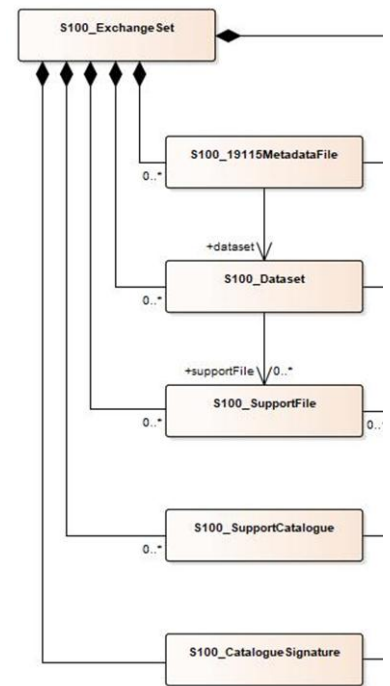 S100_ExchangeSet
S100_19115MetadataFile
0..*
+dataset
S100_Dataset
0..*
+supportFile 0..*
S100_SupportFile
0..*
0..*
S100_SupportCatalogue
0..*
S100_CatalogueSignature